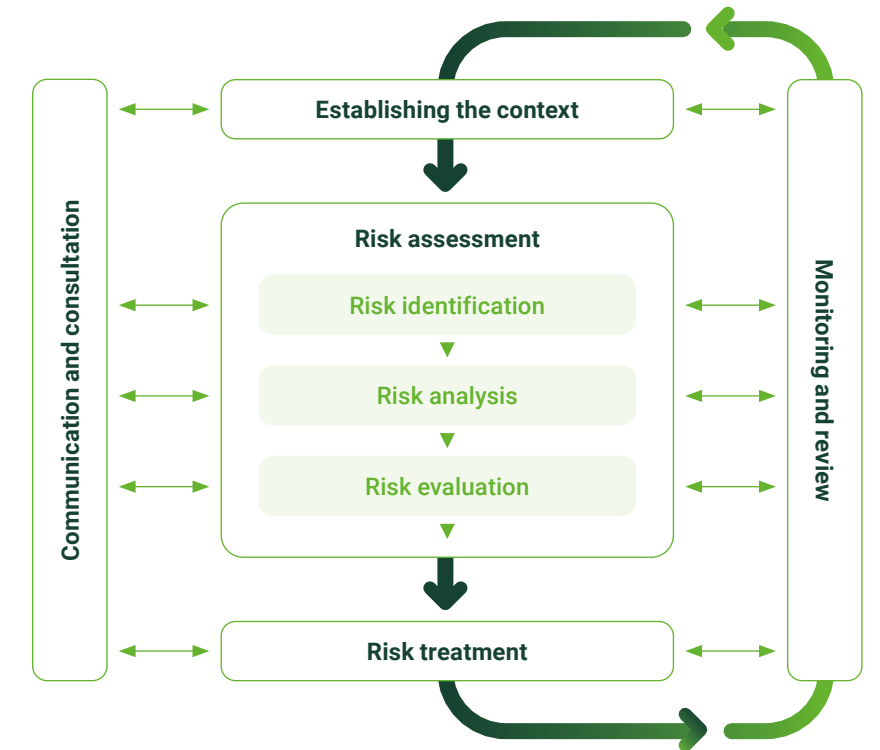 Establishing the context
Communication and consultation
Risk assessment
Risk identification
Risk analysis
Risk evaluation
Risk treatment
Monitoring and review